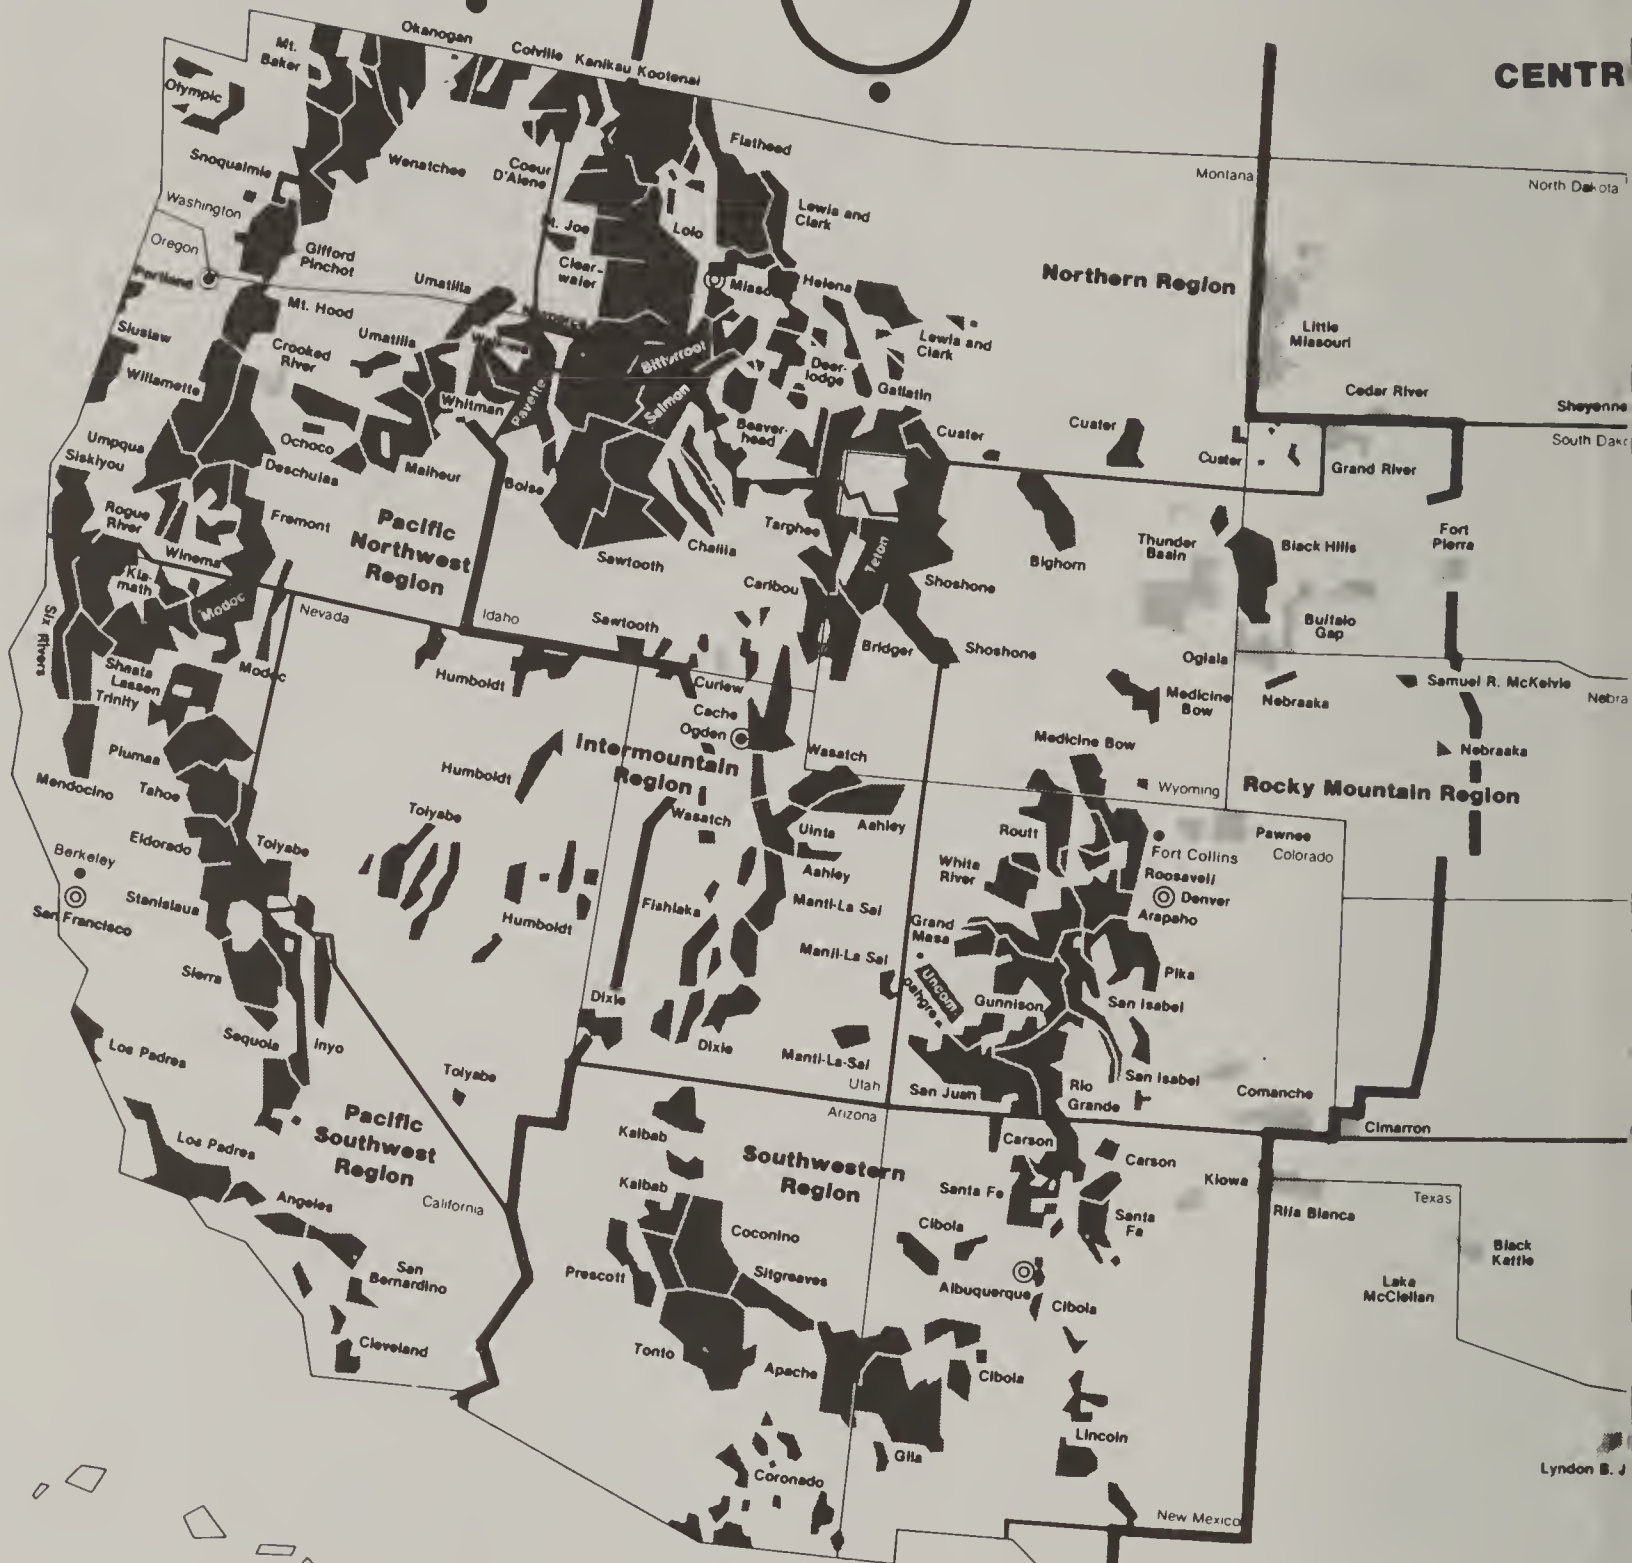 CENTR
Okanogan
Colville
Kaniksu
Kootenai
Mt.
Baker
Olympic
Flathead
Snoqualmie
Wenatchee
Coeur
D'Alene
Montana
North Dakota
Washington
Lewis and
Clark
St. Joe
Lolo
Oregon
Gifford
Pinchot
Clear-
water
Portland
Umatilla
Helena
Northern Region
Mt. Hood
Little
Missouri
Siuslaw
Umatilla
Crooked
River
Lewis and
Clark
Bitterroot
Deer-
lodge
Willamette
Gallatin
Cedar River
Sheyenne
Whitman
Payette
Salmon
Umpqua
Ochoco
Beaver-
head
Custer
Custer
Custer
South Dak
Siskiyou
Deschutes
Malheur
Boise
Grand River
Rogue
River
Fremont
Pacific
Northwest
Region
Targhee
Challis
Thunder
Basin
Black Hills
Fort
Pierre
Winema
Sawtooth
Teton
Bighorn
Kla-
math
Modoc
Caribou
Shoshone
Six Rivers
Nevada
Idaho
Sawtooth
Buffalo
Gap
Shasta
Lassen
Trinity
Modoc
Humboldt
Bridger
Shoshone
Oglala
Curlew
Medicine
Bow
Nebraska
Samuel R. McKelvie
Nebra
Cache
Ogden
Plumas
Intermountain
Region
Wasatch
Medicine Bow
Nebraska
Mendocino
Tahoe
Humboldt
Wyoming
Rocky Mountain Region
Toiyabe
Wasatch
Uinta
Ashley
Routt
Pawnee
Eldorado
Toiyabe
Fort Collins
Colorado
Berkeley
Ashley
White
River
Roosevelt
Denver
San Francisco
Stanislaus
Humboldt
Fishlake
Manti-La Sal
Grand
Mesa
Arapaho
Manti-La Sal
Sierra
Uncom-
pahgre
Pike
Dixie
Gunnison
San Isabel
Los Padres
Sequoia
Inyo
Dixie
Manti-La-Sal
Toiyabe
Utah
San Juan
Rio
Grande
San Isabel
Comanche
Arizona
Pacific
Southwest
Region
Los Padres
Kaibab
Southwestern
Region
Carson
Cimarron
Carson
Kiowa
Angeles
California
Kaibab
Santa Fe
Texas
Rita Blanca
Coconino
Cibola
Santa
Fe
San
Bernardino
Prescott
Sitgreaves
Black
Kettle
Albuquerque
Lake
McClellan
Cibola
Cleveland
Tonto
Apache
Cibola
Lincoln
Gila
Coronado
Lyndon B. J
New Mexico